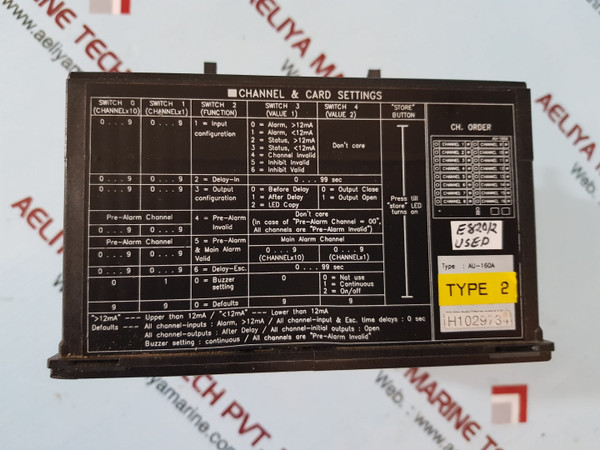 CHANNEL & CARD SETTINGS
SWITCH 0 (CHANNELx10) SWITCH 1 (CHANNELx1) SWITCH 2 (FUNCTION) SWITCH 3 (VALUE 1) SWITCH 4 (VALUE 2) "STORE" BUTTON
0...9 0...9 1 = Input configuration
0 = Alarm, >12mA
1 = Alarm, <12mA
2 = Status, >12mA
3 = Status, <12mA
4 = Channel Invalid
5 = Inhibit Invalid
6 = Inhibit Valid
Don't care
0...9 0...9 2 = Delay-In 0...99 sec
0...9 0...9 3 = Output configuration
0 = Before Delay 0 = Output Close
1 = After Delay 1 = Output Open
2 = LED Copy
Press till "store" LED turns on
Pre-Alarm Channel
0...9 0...9
4 = Pre-Alarm Invalid
Don't care
(in case of "Pre-Alarm Channel = 00", All channels are "Pre-Alarm Invalid")
Pre-Alarm Channel
0...9 0...9
5 = Pre-Alarm & Main Alarm Valid
Main Alarm Channel
0...9 (CHANNELx10) 0...9 (CHANNELx1)
0...9 0...9 6 = Delay-Esc. 0...99 sec
0 1 0 = Buzzer setting 0
0 = Not use
1 = Continuous
2 = On/off
9 9 0 = Defaults 9 9
">12mA" --- Upper than 12mA / "<12mA" --- Lower than 12mA
Defaults --- All channel-inputs : Alarm, >12mA / All channel-input & Esc. time delays : 0 sec
All channel-outputs : After Delay / All channel-initial outputs : Open
Buzzer setting : continuous / All channels are "Pre-Alarm Invalid"
CH. ORDER
E820/2
USED
Type : AU-160A
TYPE 2
H1029734
AELIYA MARINE TECH PVT
www.aeliyamarine.com